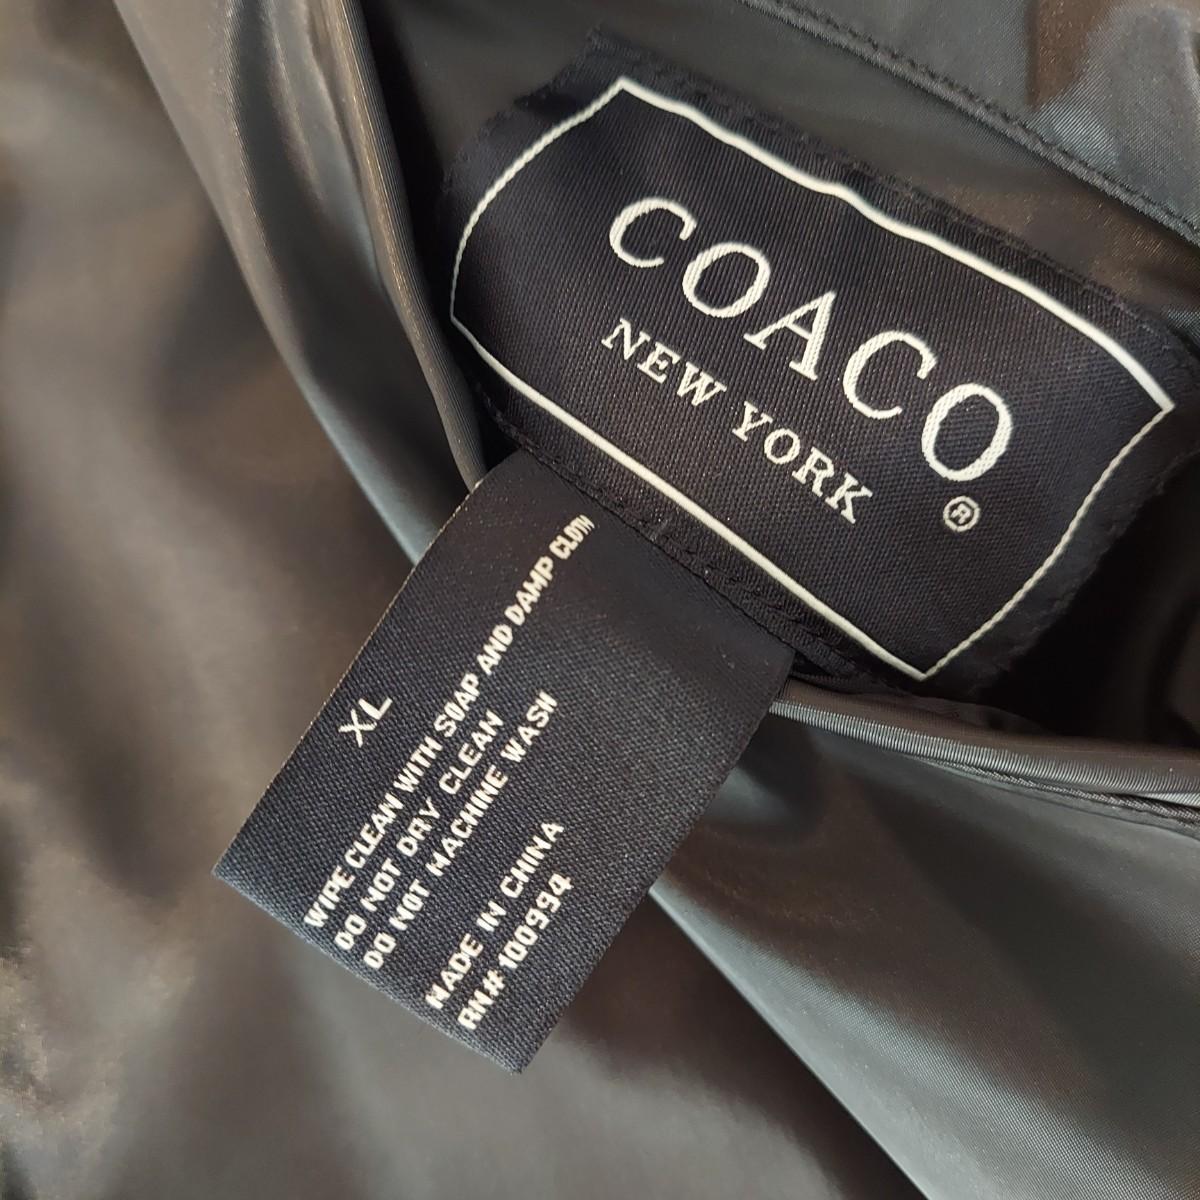 COACO
NEW YORK
®
XL
WIPE CLEAN WITH SOAP AND DAMP CLOTH
DO NOT DRY CLEAN
DO NOT MACHINE WASH
MADE IN CHINA
RN# 100994